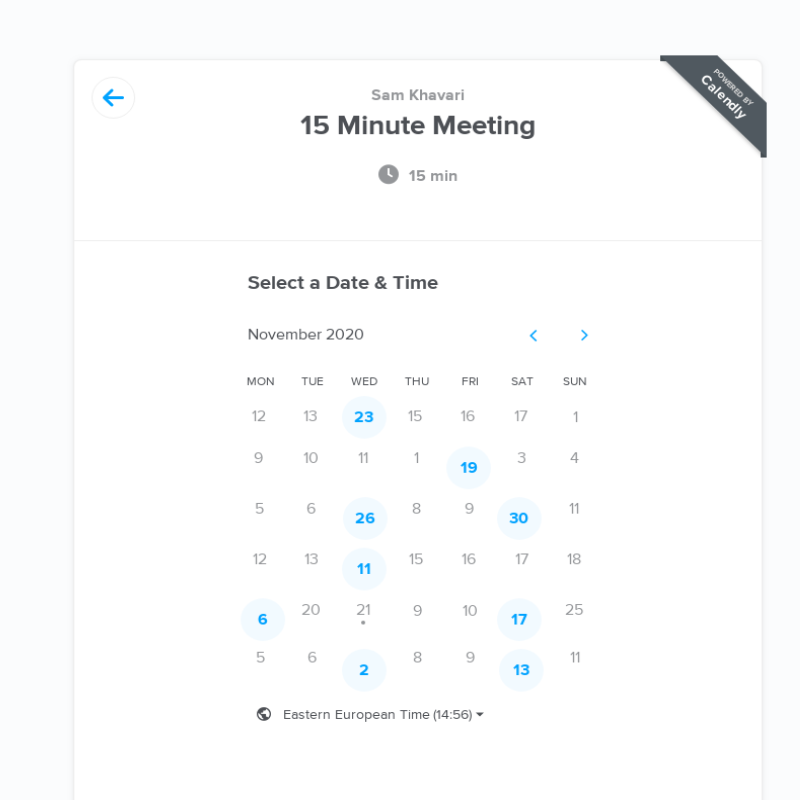 POWERED BY
Calendly
Sam Khavari
15 Minute Meeting
15 min
Select a Date & Time
November 2020
MON TUE WED THU FRI SAT SUN
12 13 23 15 16 17 1
9 10 11 1 19 3 4
5 6 26 8 9 30 11
12 13 11 15 16 17 18
6 20 21 9 10 17 25
5 6 2 8 9 13 11
Eastern European Time (14:56)